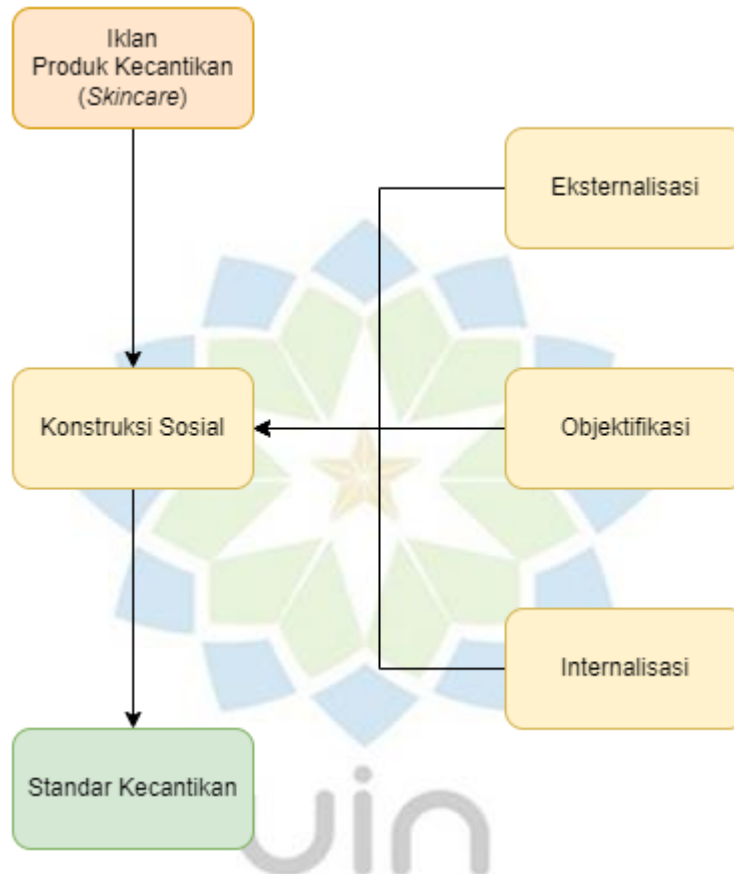 Iklan
Produk Kecantikan
(Skincare)
Eksternalisasi
Konstruksi Sosial
Objektifikasi
Internalisasi
Standar Kecantikan
uin